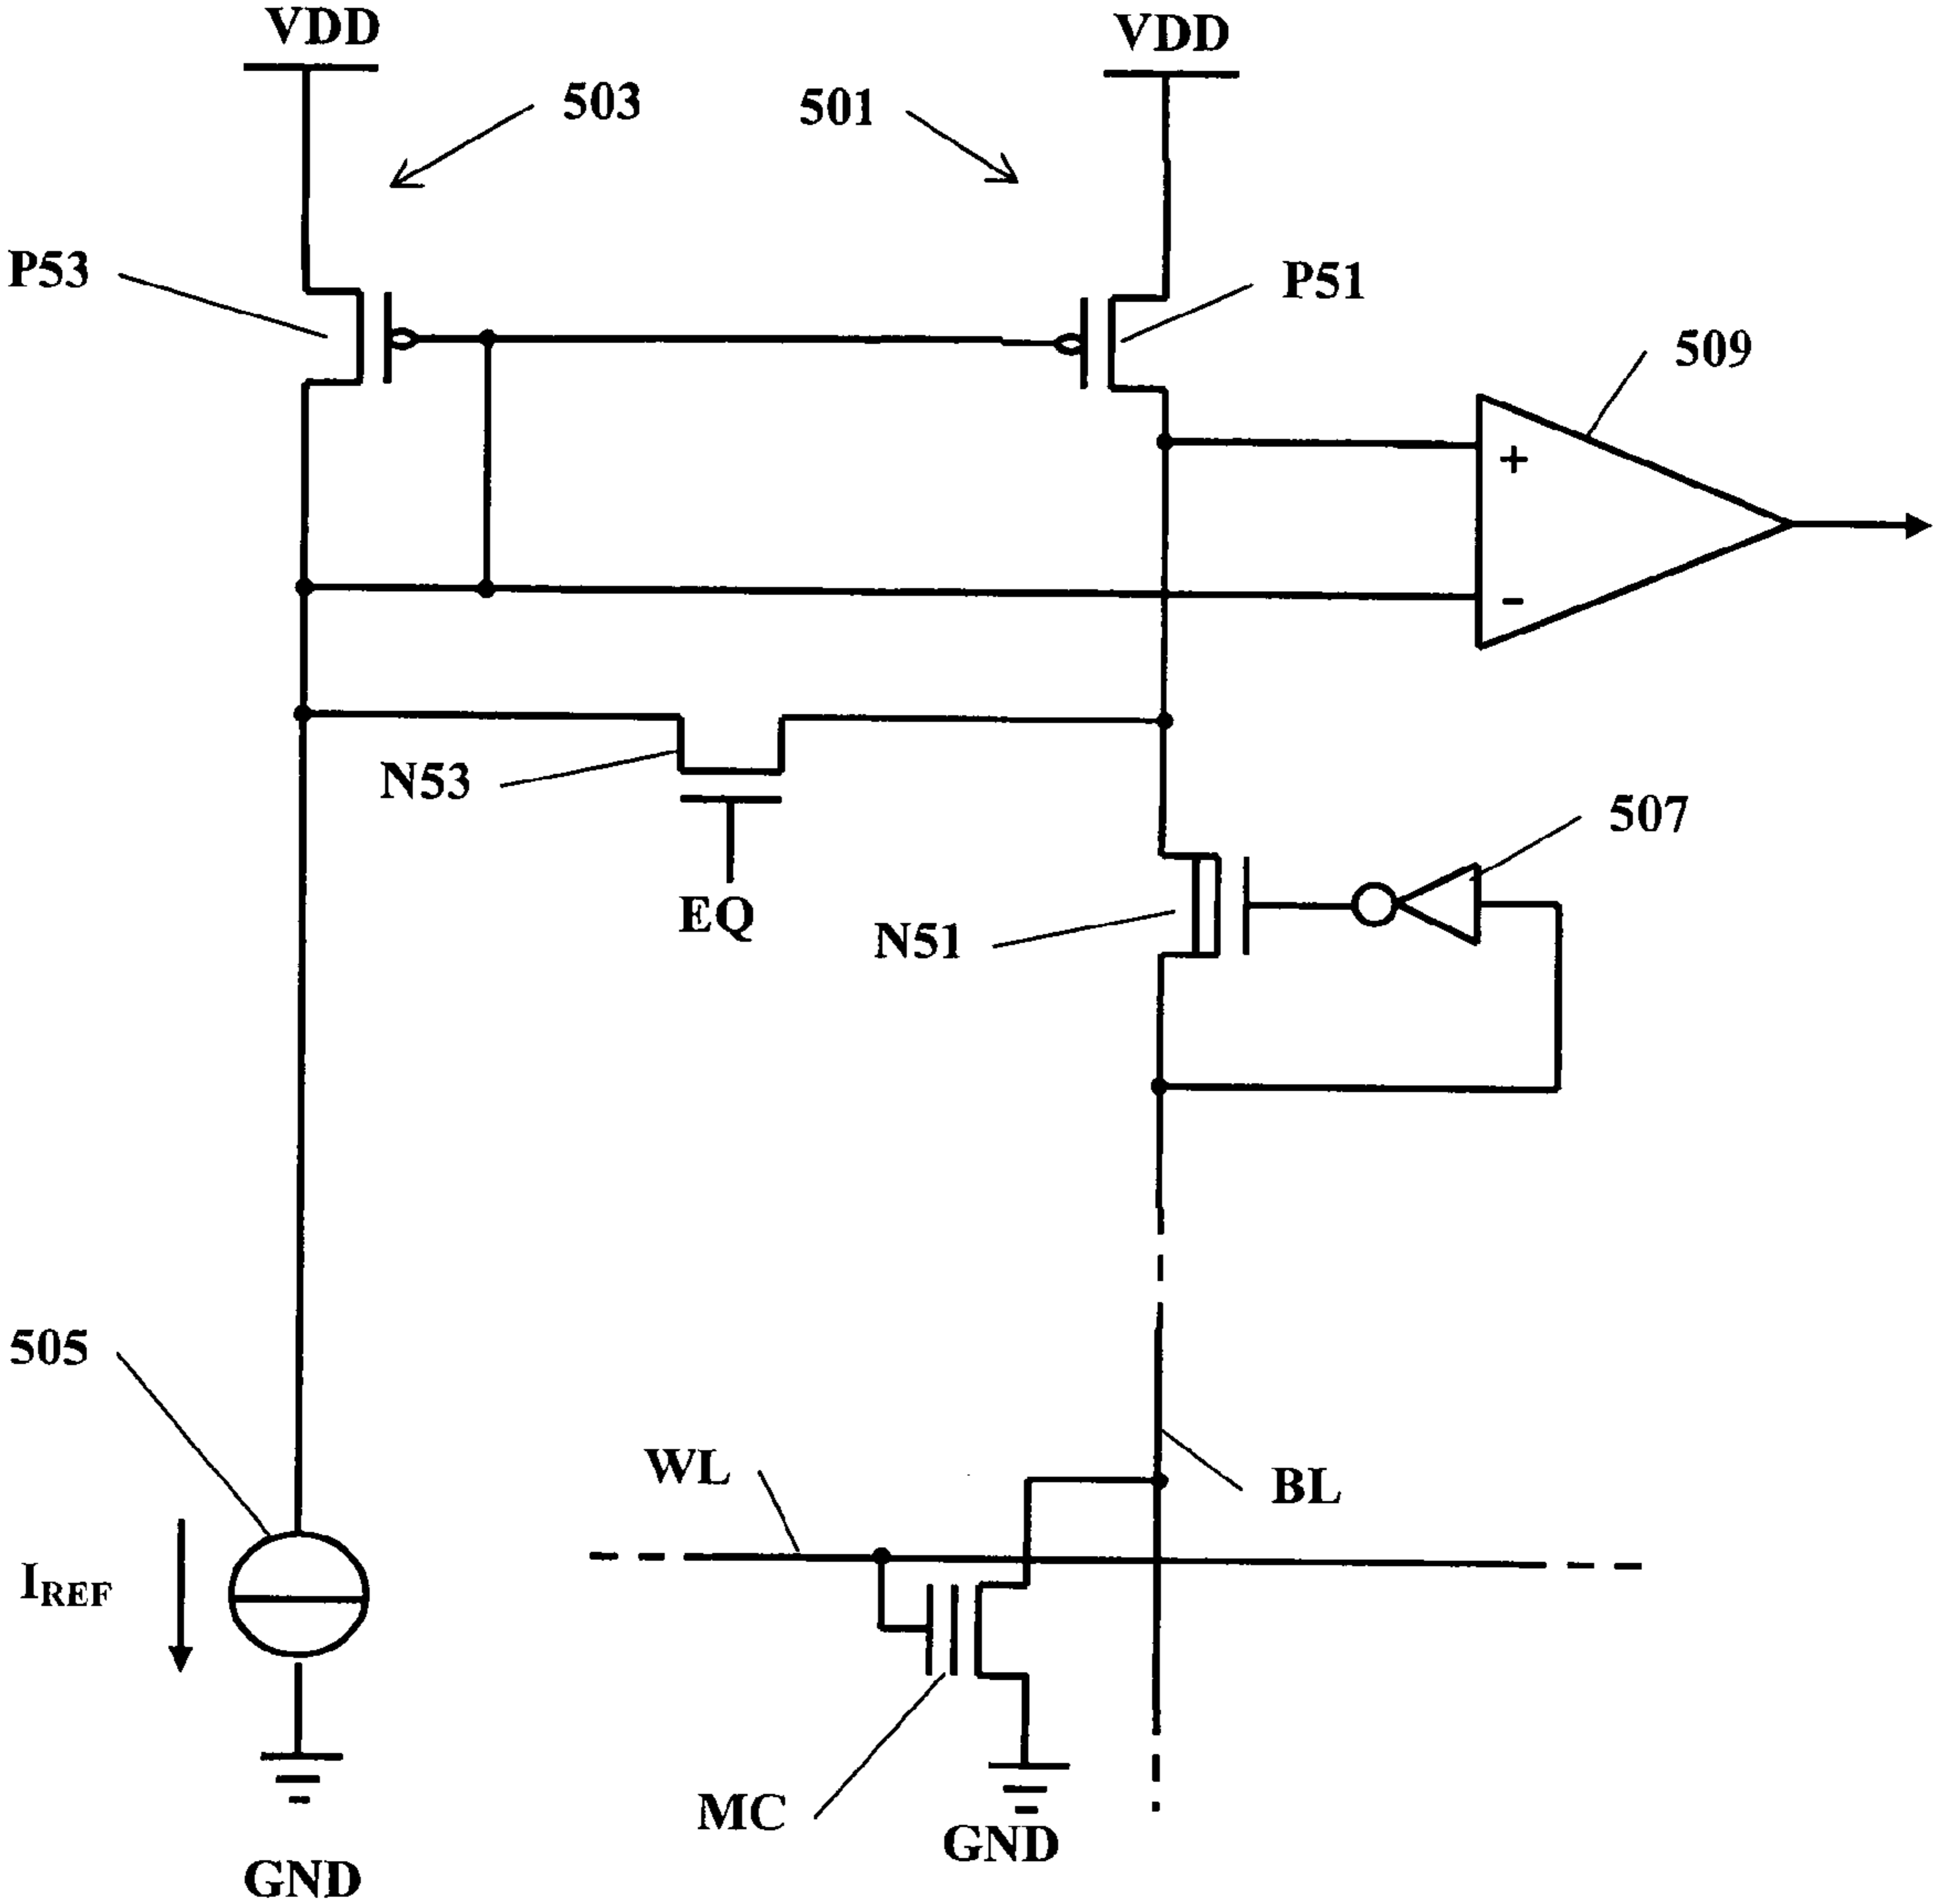 VDD
VDD
503
501
P53
P51
509
+
-
N53
507
EQ
N51
505
WL
BL
IREF
MC
GND
GND